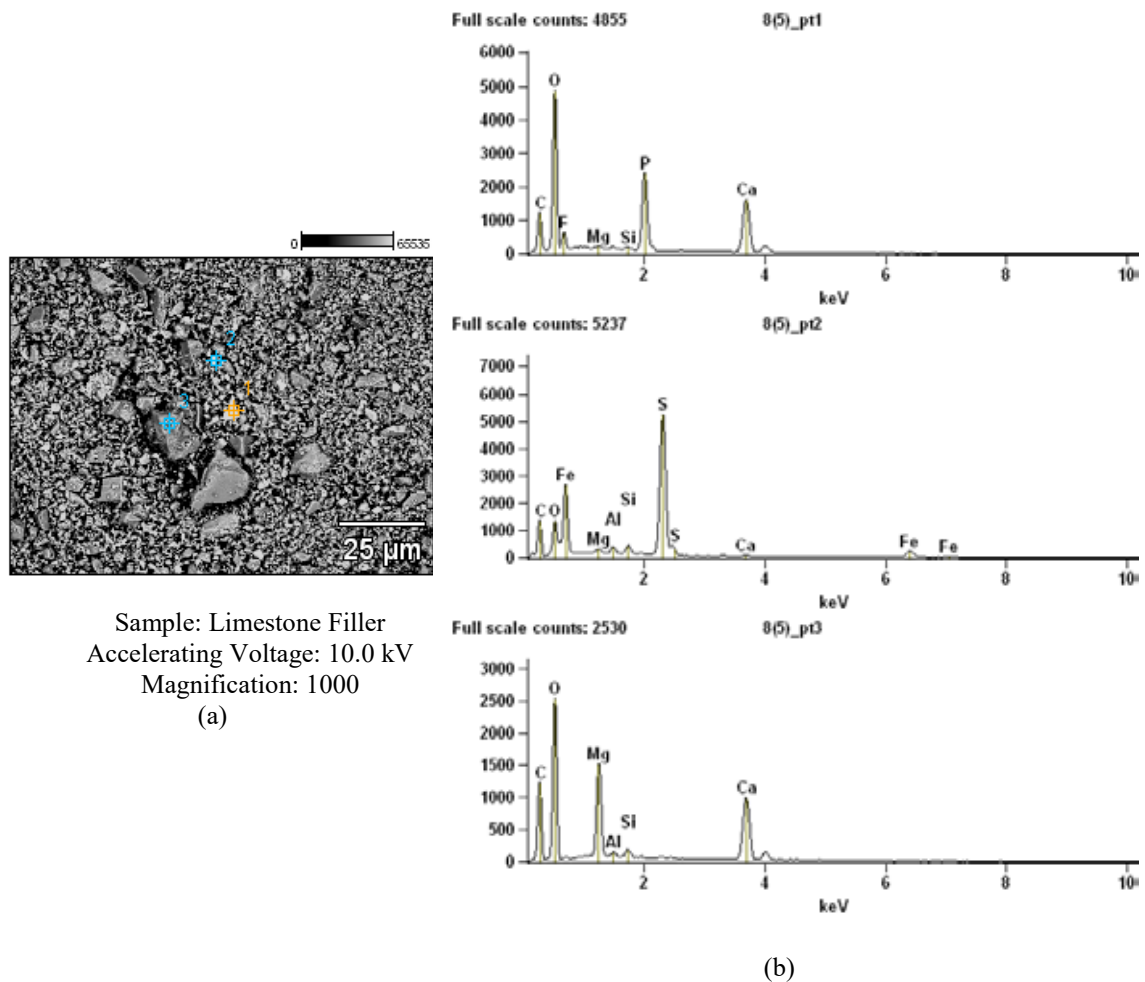 Full scale counts: 4855 8(5)_pt1
6000
5000
4000
3000
2000
1000
0
C
O
F
Mg
Si
P
Ca
2 4 6 8 10
keV
0 65535
2
1
3
25 μm
Sample: Limestone Filler
Accelerating Voltage: 10.0 kV
Magnification: 1000
(a)
Full scale counts: 5237 8(5)_pt2
7000
6000
5000
4000
3000
2000
1000
0
C
O
Fe
Mg
Al
Si
S
S
Ca
Fe
Fe
2 4 6 8 10
keV
Full scale counts: 2530 8(5)_pt3
3000
2500
2000
1500
1000
500
0
C
O
Mg
Al
Si
Ca
2 4 6 8 10
keV
(b)